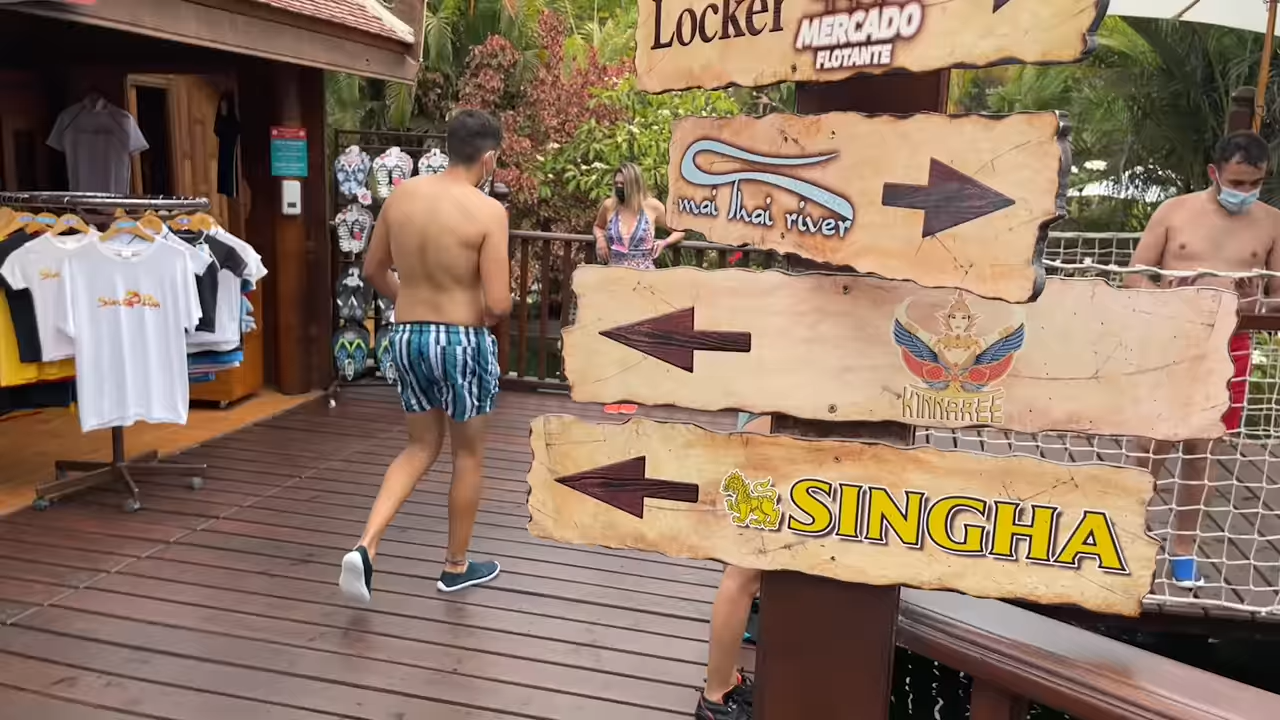 Locker
MERCADO
FLOTANTE
mai thai river
KINNAREE
SINGHA